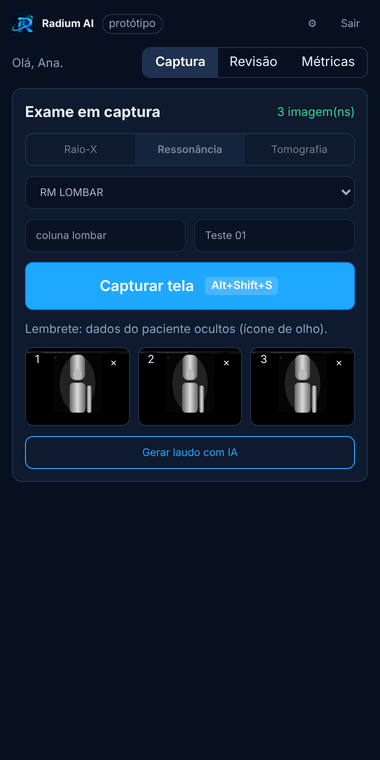 Radium AI protótipo ⚙ Sair
Olá, Ana. Captura Revisão Métricas
Exame em captura 3 imagem(ns)
Raio-X Ressonância Tomografia
RM LOMBAR
coluna lombar Teste 01
Capturar tela Alt+Shift+S
Lembrete: dados do paciente ocultos (ícone de olho).
1 × 2 × 3 ×
Gerar laudo com IA